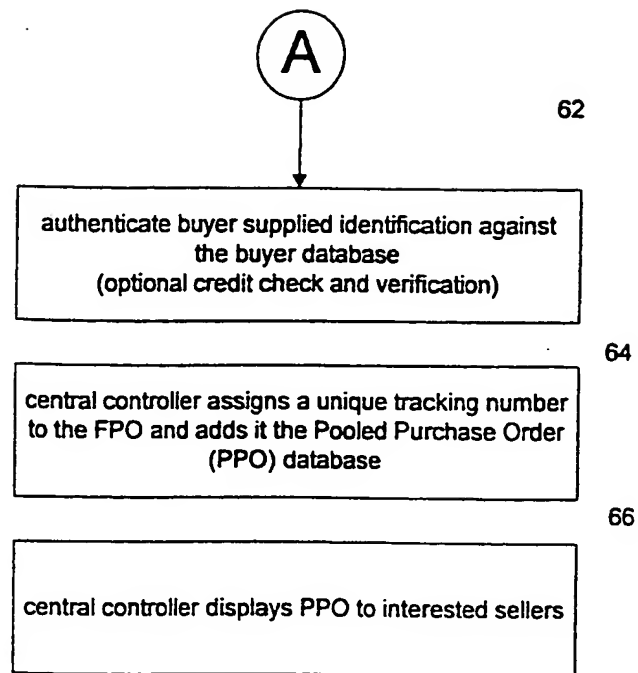 A
62
authenticate buyer supplied identification against
the buyer database
(optional credit check and verification)
64
central controller assigns a unique tracking number
to the FPO and adds it the Pooled Purchase Order
(PPO) database
66
central controller displays PPO to interested sellers